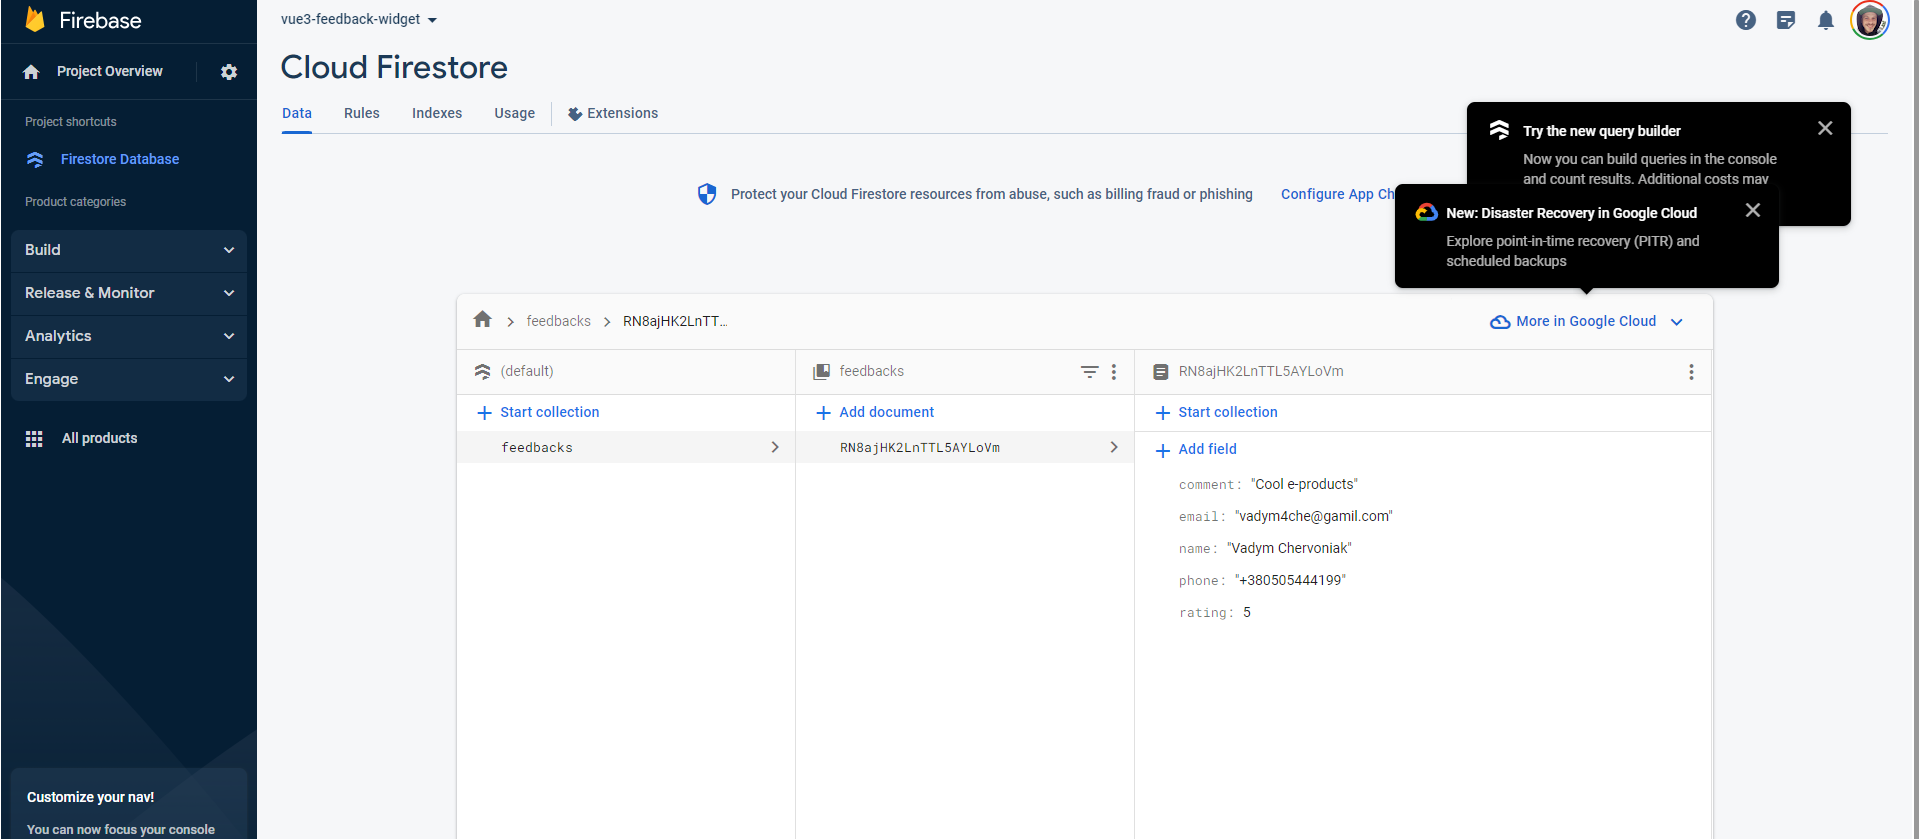 Firebase
vue3-feedback-widget
Project Overview
Cloud Firestore
Data Rules Indexes Usage Extensions
Project shortcuts
Firestore Database
Product categories
Build
Release & Monitor
Analytics
Engage
All products
Customize your nav!
You can now focus your console
Protect your Cloud Firestore resources from abuse, such as billing fraud or phishing Configure App Ch
Try the new query builder
Now you can build queries in the console
and count results. Additional costs may
New: Disaster Recovery in Google Cloud
Explore point-in-time recovery (PITR) and
scheduled backups
feedbacks RN8ajHK2LnTT...
More in Google Cloud
(default)
Start collection
feedbacks
feedbacks
Add document
RN8ajHK2LnTTL5AYLoVm
RN8ajHK2LnTTL5AYLoVm
Start collection
Add field
comment: "Cool e-products"
email: "vadym4che@gamil.com"
name: "Vadym Chervoniak"
phone: "+380505444199"
rating: 5